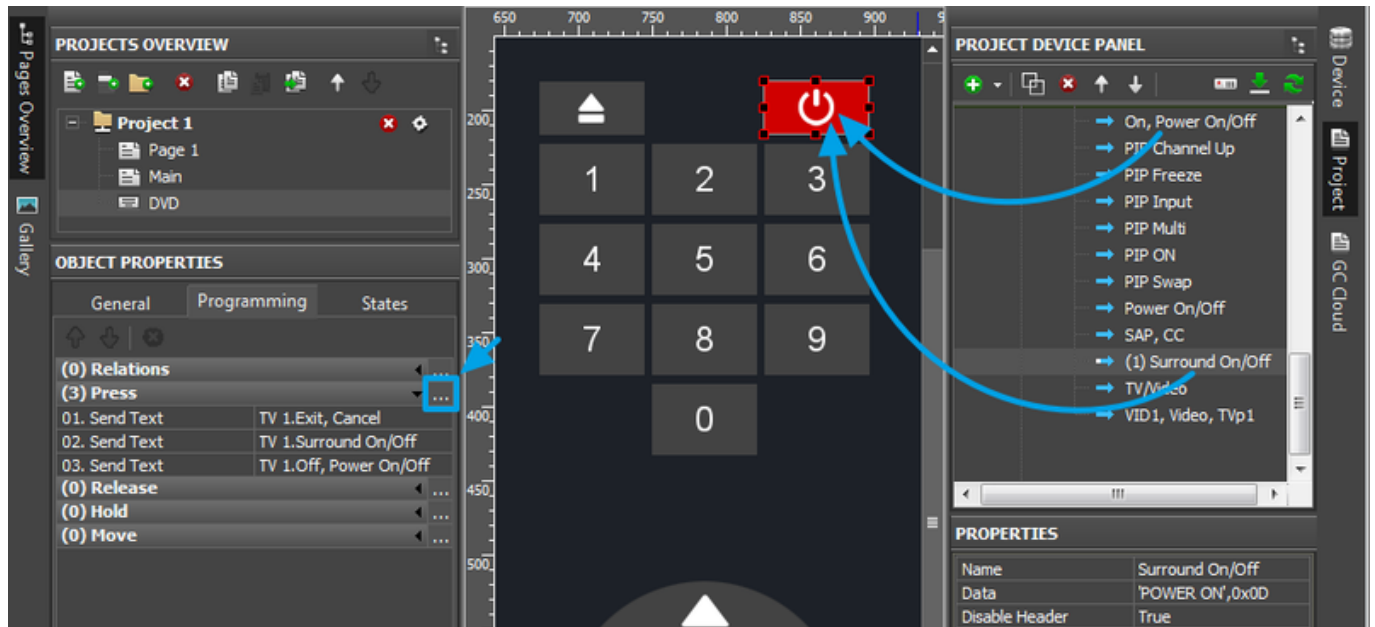 650 700 750 800 850 900 9
Pages Overview
Gallery
PROJECTS OVERVIEW
Project 1
Page 1
Main
DVD
OBJECT PROPERTIES
General Programming States
(0) Relations ...
(3) Press ...
01. Send Text TV 1.Exit, Cancel
02. Send Text TV 1.Surround On/Off
03. Send Text TV 1.Off, Power On/Off
(0) Release ...
(0) Hold ...
(0) Move ...
200
250
300
350
400
450
500
1 2 3
4 5 6
7 8 9
0
PROJECT DEVICE PANEL
On, Power On/Off
PIP Channel Up
PIP Freeze
PIP Input
PIP Multi
PIP ON
PIP Swap
Power On/Off
SAP, CC
(1) Surround On/Off
TV/Video
VID1, Video, TVp1
PROPERTIES
Name Surround On/Off
Data 'POWER ON',0x0D
Disable Header True
Device
Project
GC Cloud